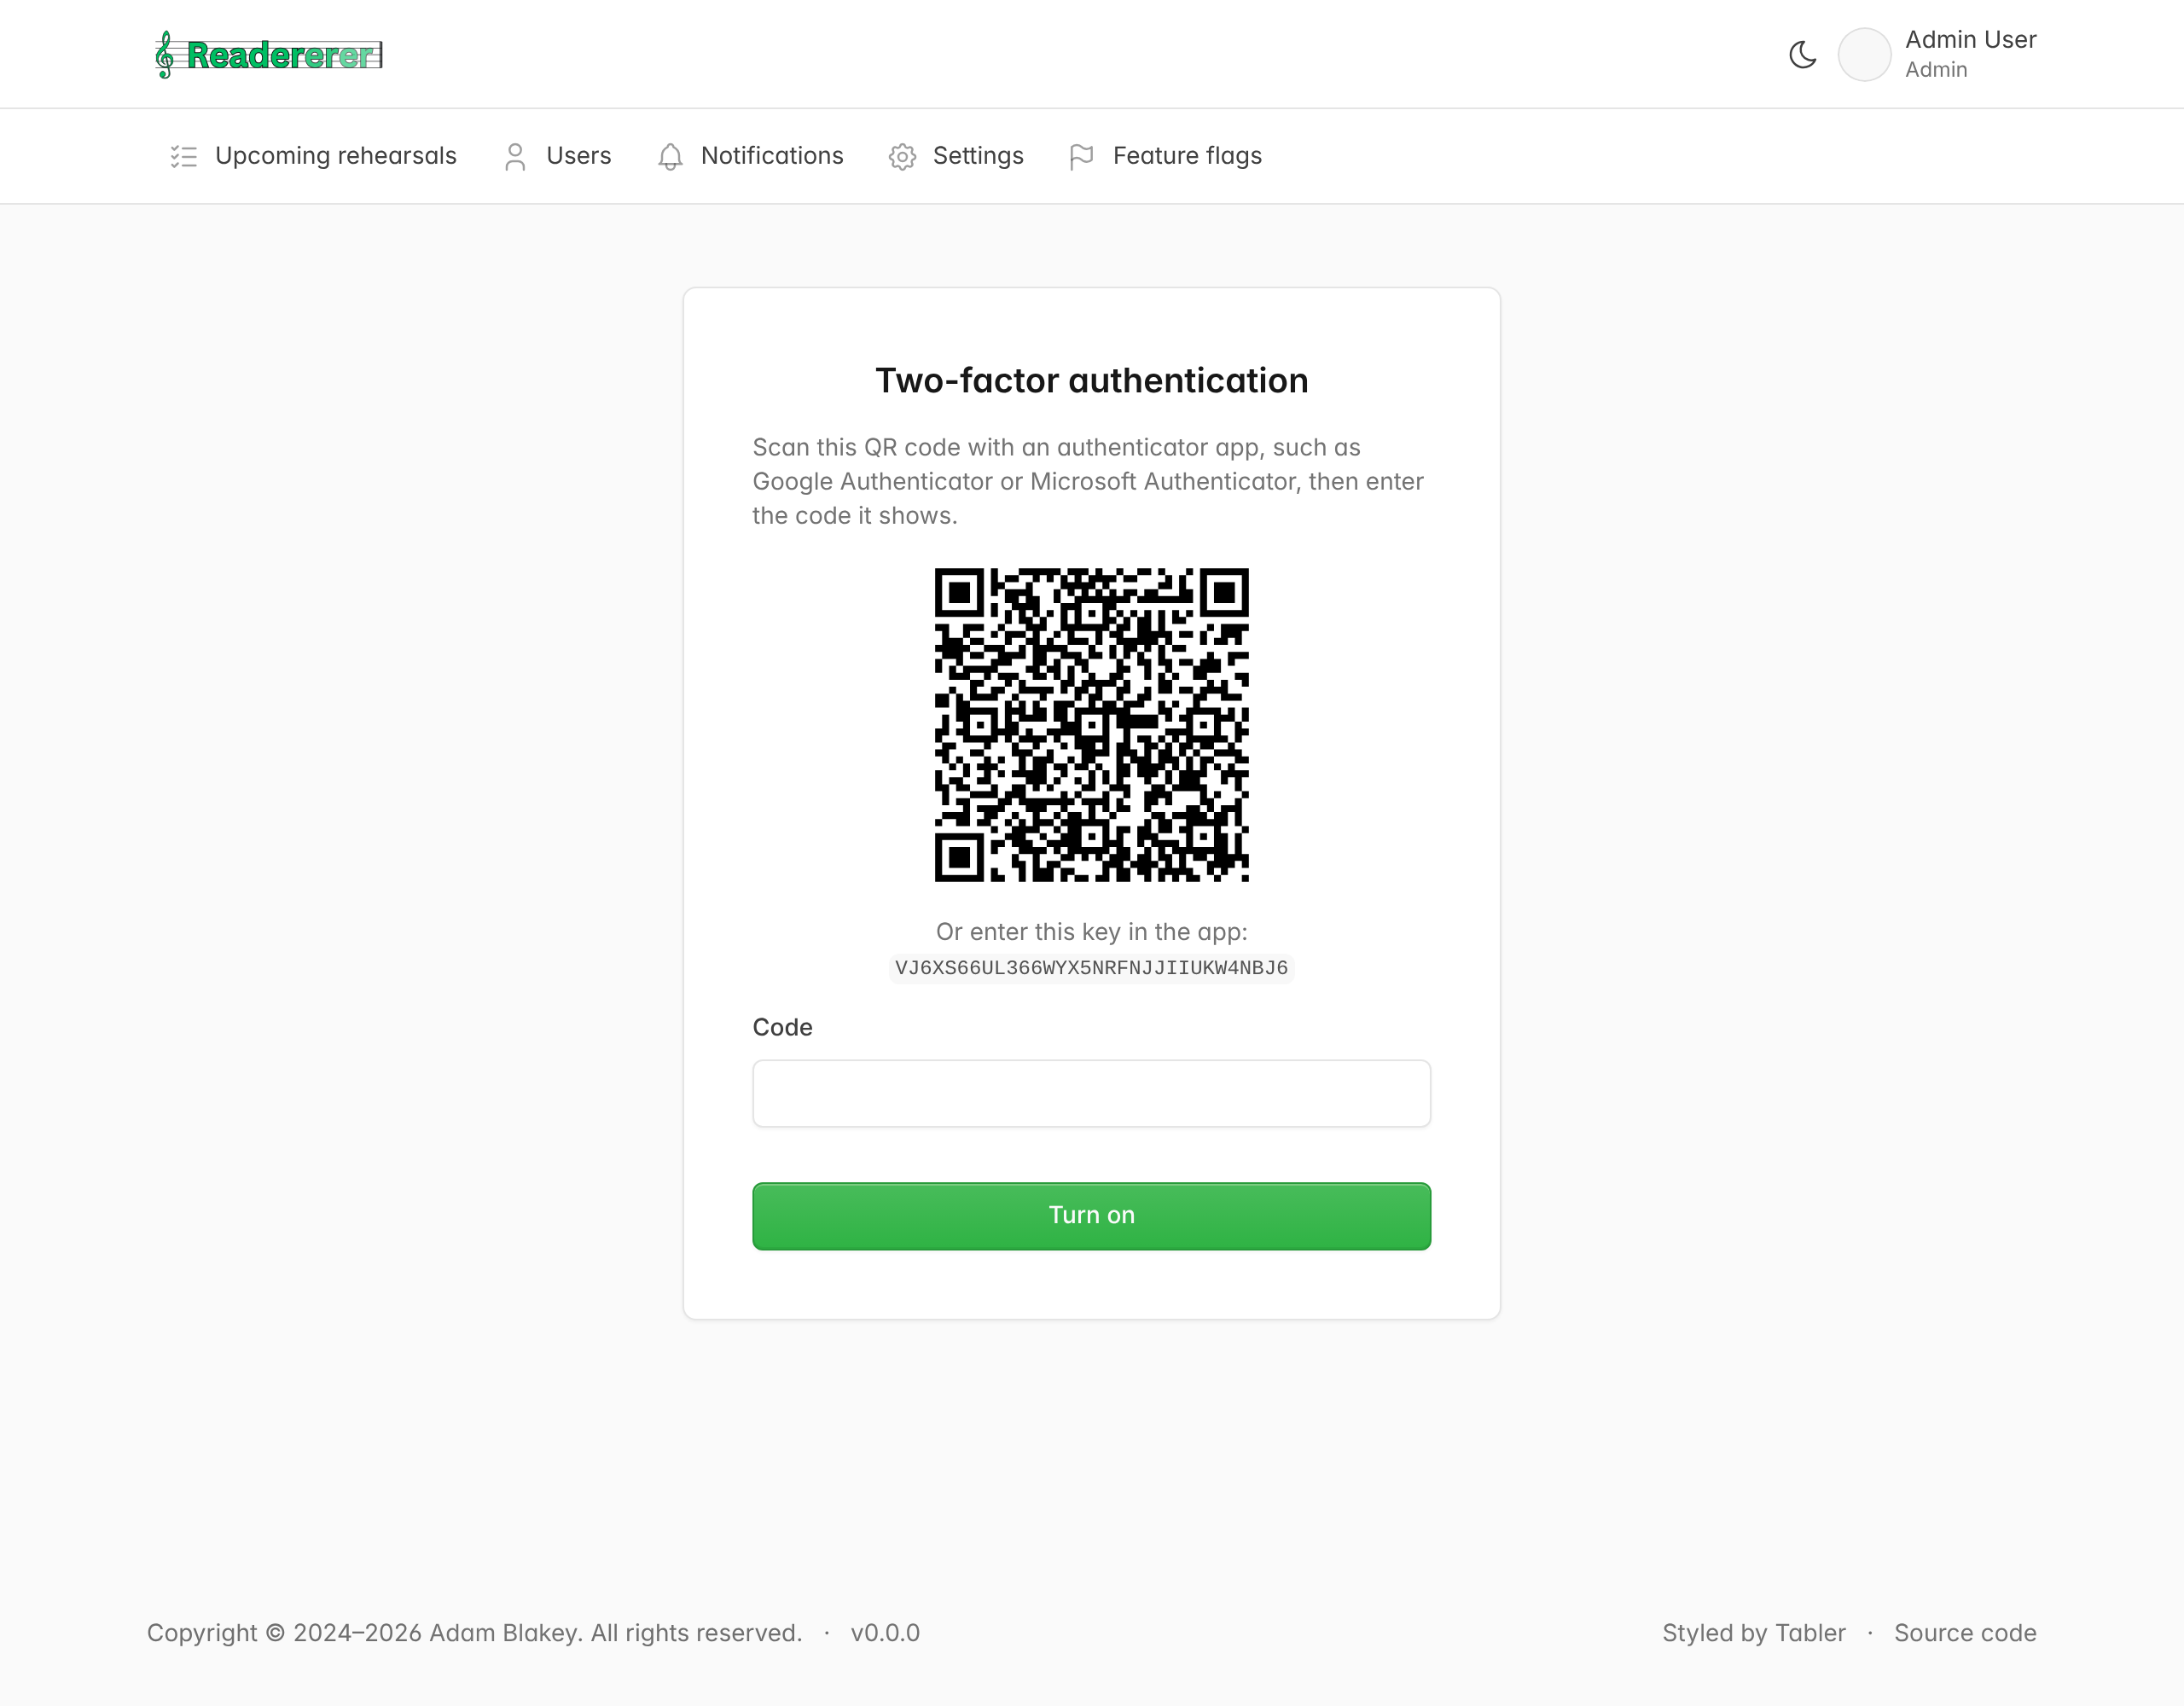 Readererer
Admin User
Admin
Upcoming rehearsals
Users
Notifications
Settings
Feature flags
Two-factor authentication
Scan this QR code with an authenticator app, such as
Google Authenticator or Microsoft Authenticator, then enter
the code it shows.
Or enter this key in the app:
VJ6XS66UL366WYX5NRFNJJIIUKW4NBJ6
Code
Turn on
Copyright © 2024–2026 Adam Blakey. All rights reserved. · v0.0.0
Styled by Tabler · Source code